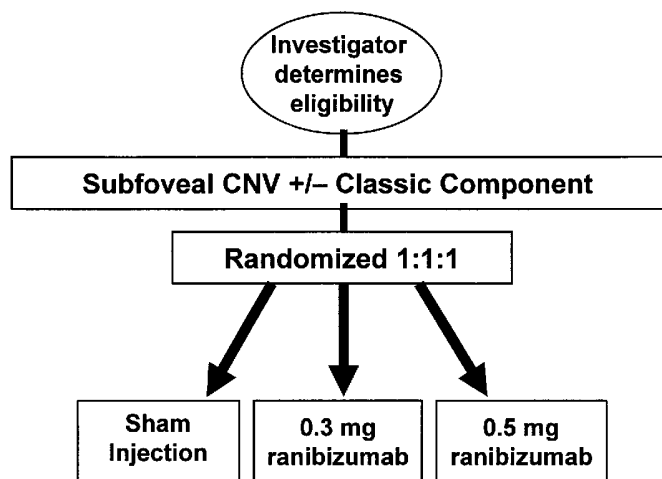 Investigator
determines
eligibility
Subfoveal CNV +/– Classic Component
Randomized 1:1:1
Sham
Injection
0.3 mg
ranibizumab
0.5 mg
ranibizumab